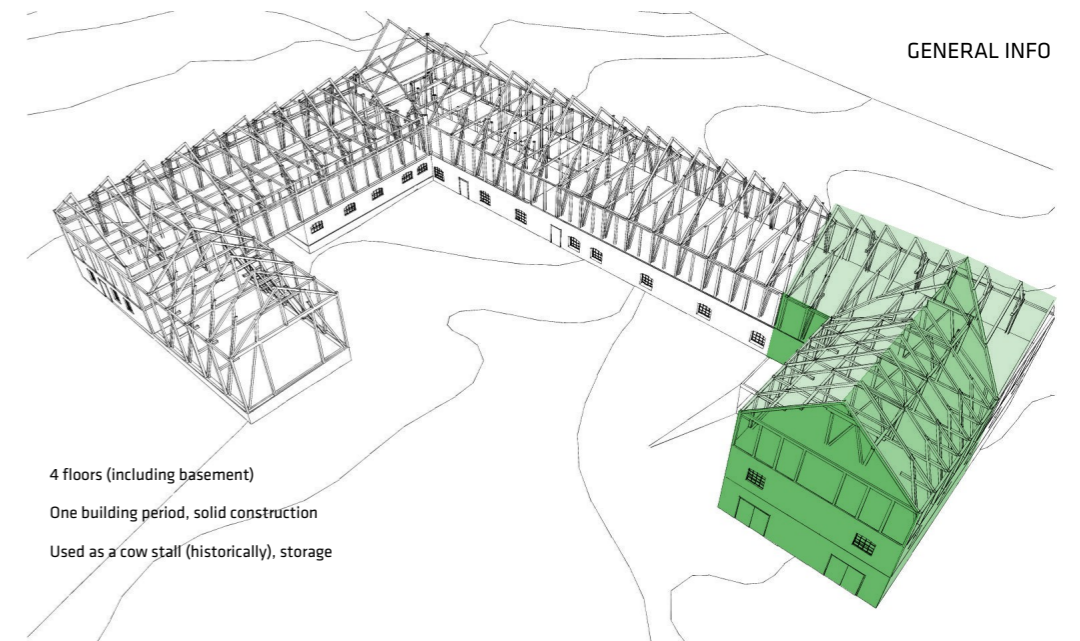 GENERAL INFO
4 floors (including basement)
One building period, solid construction
Used as a cow stall (historically), storage